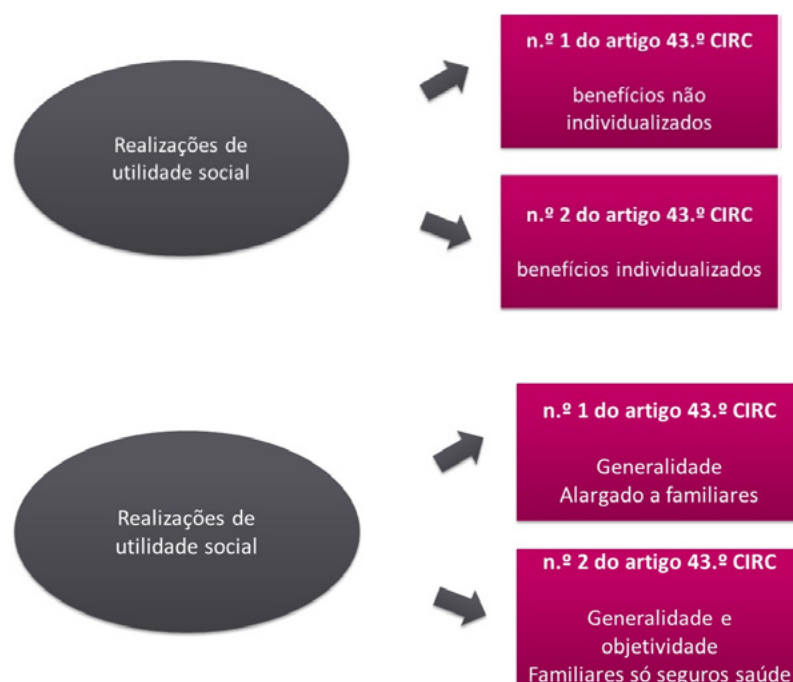 Realizações de
utilidade social
n.º 1 do artigo 43.º CIRC
benefícios não
individualizados
n.º 2 do artigo 43.º CIRC
benefícios individualizados
Realizações de
utilidade social
n.º 1 do artigo 43.º CIRC
Generalidade
Alargado a familiares
n.º 2 do artigo 43.º CIRC
Generalidade e
objetividade
Familiares só seguros saúde